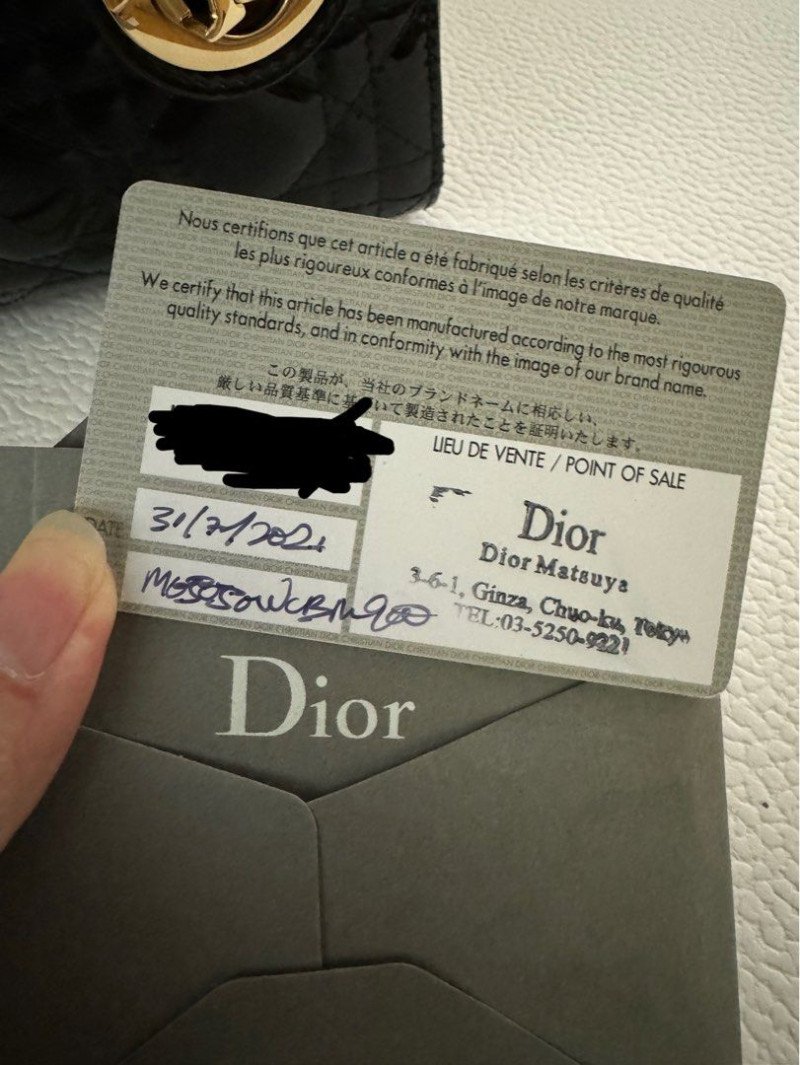 Nous certifions que cet article a été fabriqué selon les critères de qualité
les plus rigoureux conformes à l'image de notre marque.
We certify that this article has been manufactured according to the most rigourous
quality standards, and in conformity with the image of our brand name.
この製品が、当社のブランドネームに相応しい、
厳しい品質基準に基づいて製造されたことを証明いたします。
LIEU DE VENTE / POINT OF SALE
DATE
31/7/2021
Dior
Dior Matsuya
3-6-1, Ginza, Chuo-ku, Tokyo
TEL:03-5250-9221
Dior